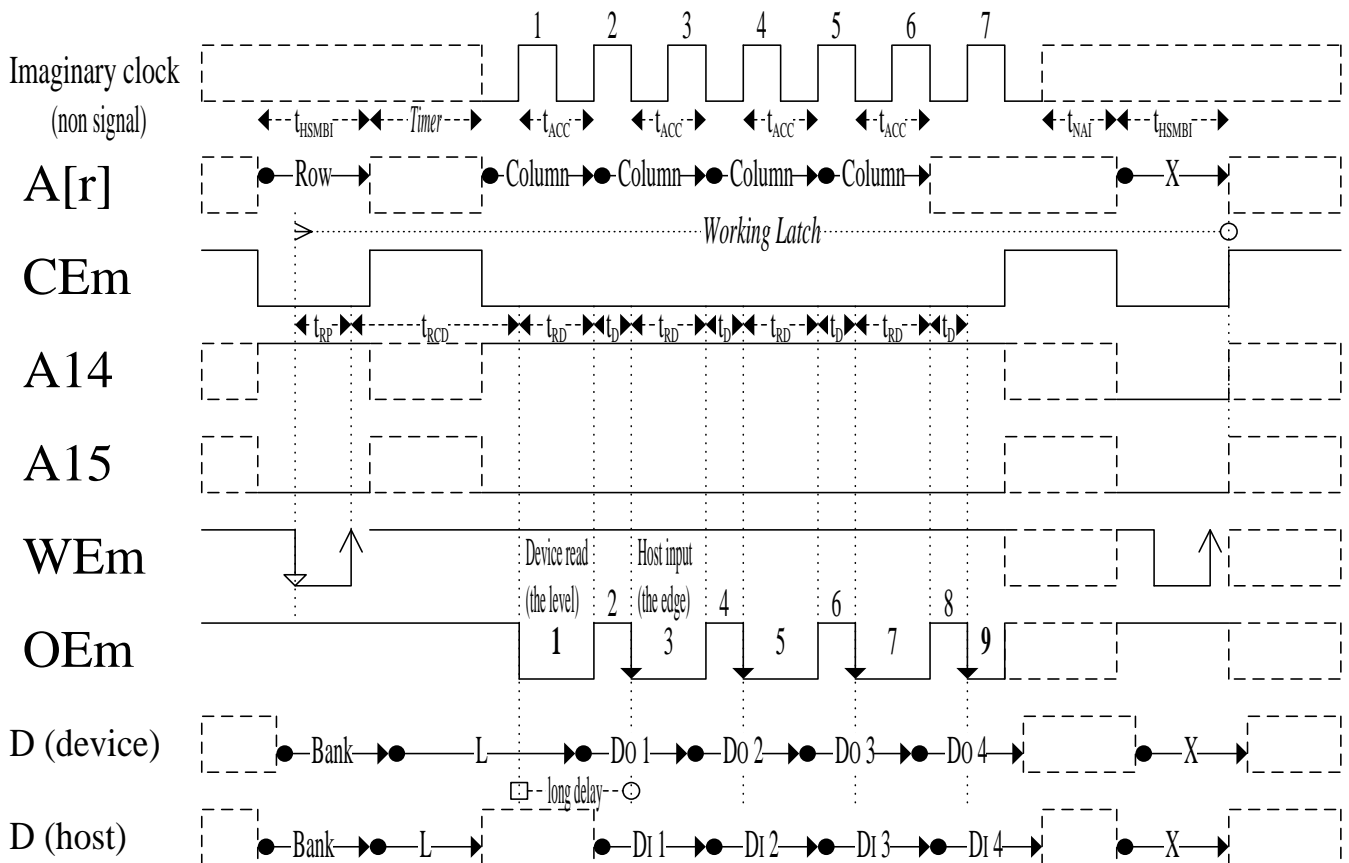 1 2 3 4 5 6 7
Imaginary clock
(non signal)
tHSMBI Timer tACC tACC tACC tACC tNAI tHSMBI
A[r] Row Column Column Column Column X
Working Latch
CEm
tRP tRCD tRD tD tRD tD tRD tD tRD tD
A14
A15
WEm
Device read Host input
(the level) (the edge)
2 4 6 8
OEm 1 3 5 7 9
D (device) Bank L Do 1 Do 2 Do 3 Do 4 X
long delay
D (host) Bank L DI 1 DI 2 DI 3 DI 4 X